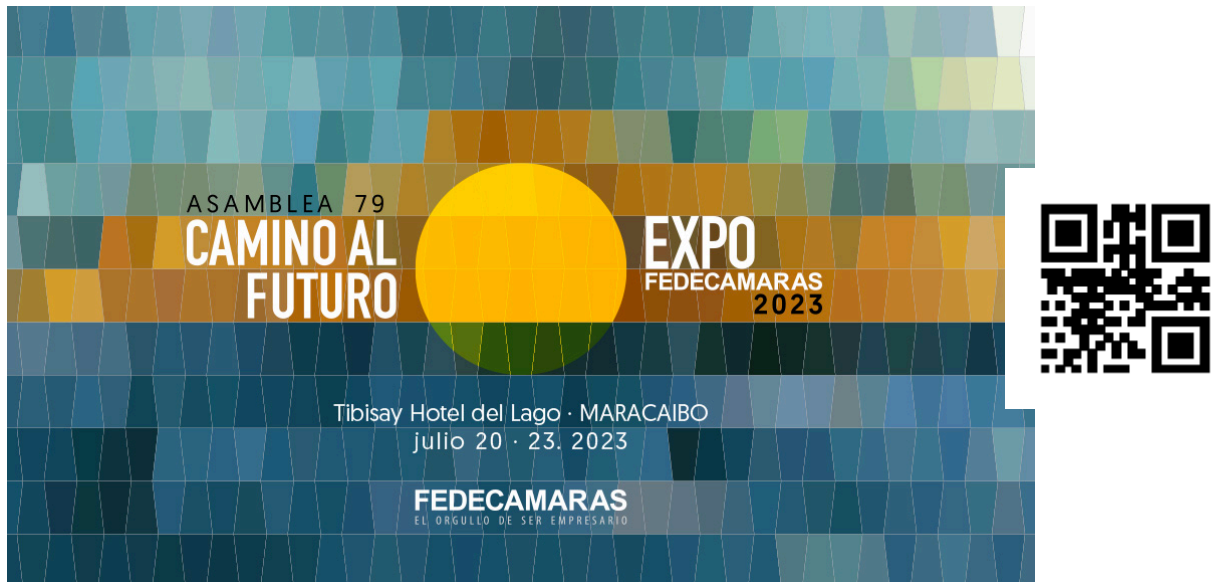 ASAMBLEA 79
CAMINO AL
FUTURO
EXPO
FEDECAMARAS
2023
Tibisay Hotel del Lago · MARACAIBO
julio 20 · 23. 2023
FEDECAMARAS
EL ORGULLO DE SER EMPRESARIO